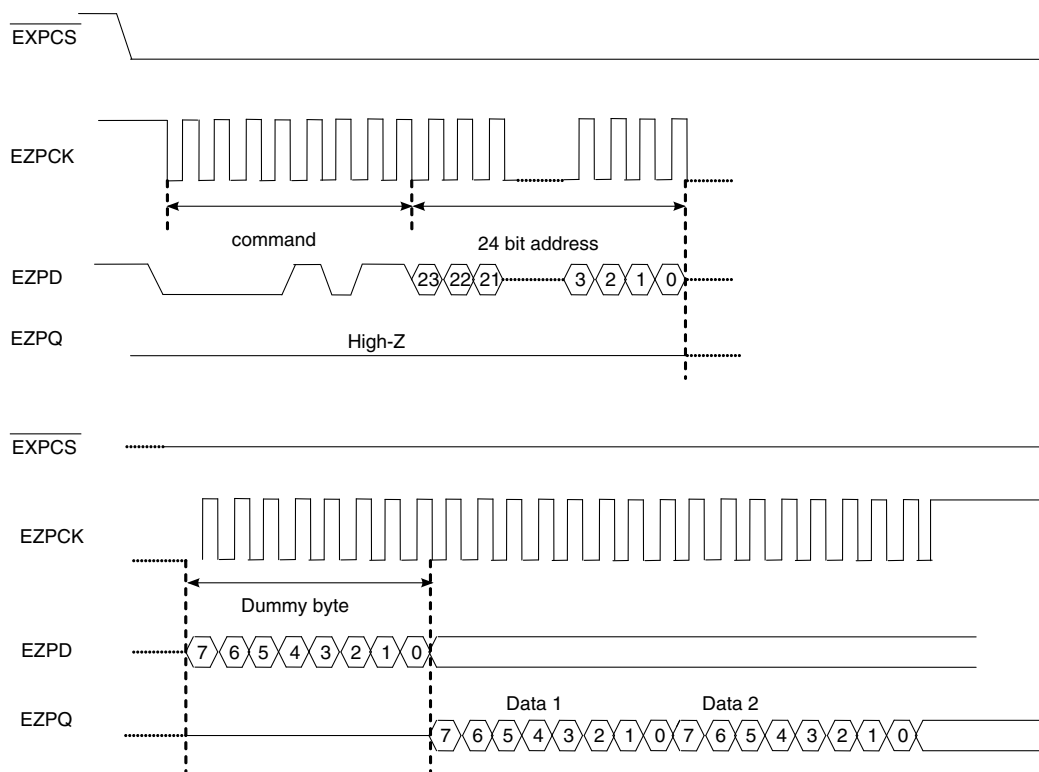 EXPCS
EZPCK
command
24 bit address
EZPD
23 22 21 3 2 1 0
EZPQ
High-Z
EXPCS
EZPCK
Dummy byte
EZPD
7 6 5 4 3 2 1 0
EZPQ
Data 1 Data 2
7 6 5 4 3 2 1 0 7 6 5 4 3 2 1 0